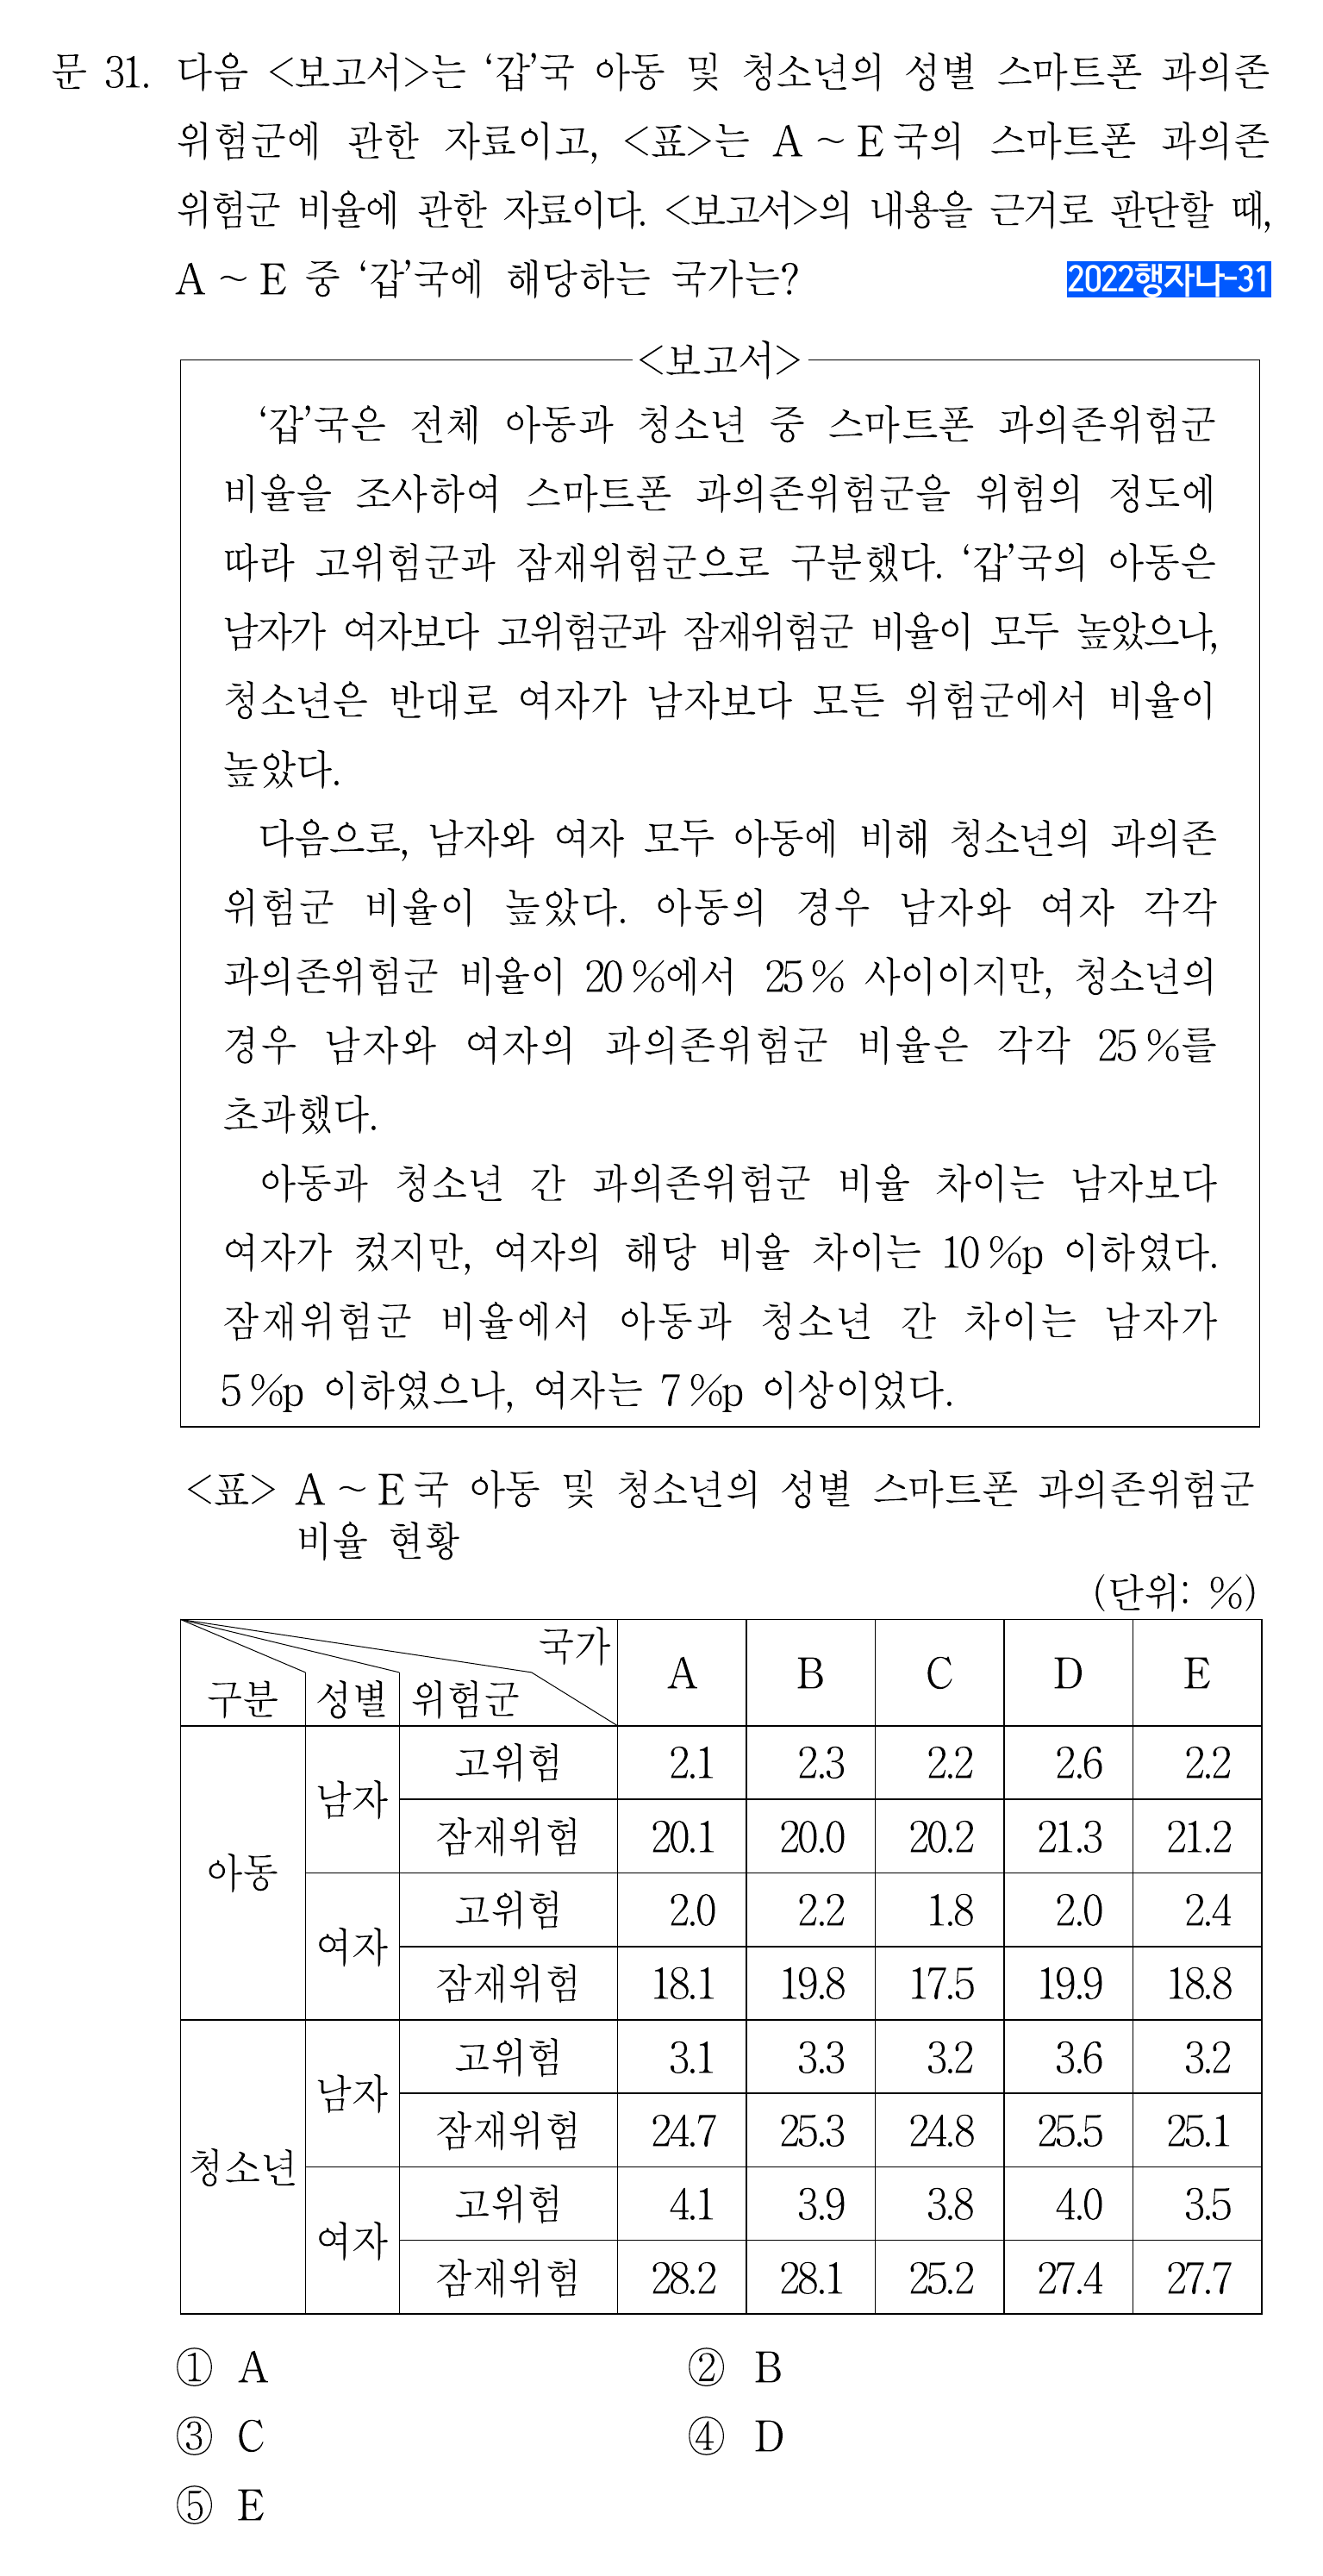 문 31. 다음 <보고서>는 ‘갑’국 아동 및 청소년의 성별 스마트폰 과의존
위험군에 관한 자료이고, <표>는 A ~ E국의 스마트폰 과의존
위험군 비율에 관한 자료이다. <보고서>의 내용을 근거로 판단할 때,
A ~ E 중 ‘갑’국에 해당하는 국가는?
2022행자나-31
<보고서>
‘갑’국은 전체 아동과 청소년 중 스마트폰 과의존위험군
비율을 조사하여 스마트폰 과의존위험군을 위험의 정도에
따라 고위험군과 잠재위험군으로 구분했다. ‘갑’국의 아동은
남자가 여자보다 고위험군과 잠재위험군 비율이 모두 높았으나,
청소년은 반대로 여자가 남자보다 모든 위험군에서 비율이
높았다.
다음으로, 남자와 여자 모두 아동에 비해 청소년의 과의존
위험군 비율이 높았다. 아동의 경우 남자와 여자 각각
과의존위험군 비율이 20 %에서 25 % 사이이지만, 청소년의
경우 남자와 여자의 과의존위험군 비율은 각각 25 %를
초과했다.
아동과 청소년 간 과의존위험군 비율 차이는 남자보다
여자가 컸지만, 여자의 해당 비율 차이는 10 %p 이하였다.
잠재위험군 비율에서 아동과 청소년 간 차이는 남자가
5 %p 이하였으나, 여자는 7 %p 이상이었다.
<표> A ~ E국 아동 및 청소년의 성별 스마트폰 과의존위험군
비율 현황
(단위: %)
구분 성별 위험군 국가 A B C D E
아동 남자 고위험 2.1 2.3 2.2 2.6 2.2
잠재위험 20.1 20.0 20.2 21.3 21.2
여자 고위험 2.0 2.2 1.8 2.0 2.4
잠재위험 18.1 19.8 17.5 19.9 18.8
청소년 남자 고위험 3.1 3.3 3.2 3.6 3.2
잠재위험 24.7 25.3 24.8 25.5 25.1
여자 고위험 4.1 3.9 3.8 4.0 3.5
잠재위험 28.2 28.1 25.2 27.4 27.7
① A ② B
③ C ④ D
⑤ E